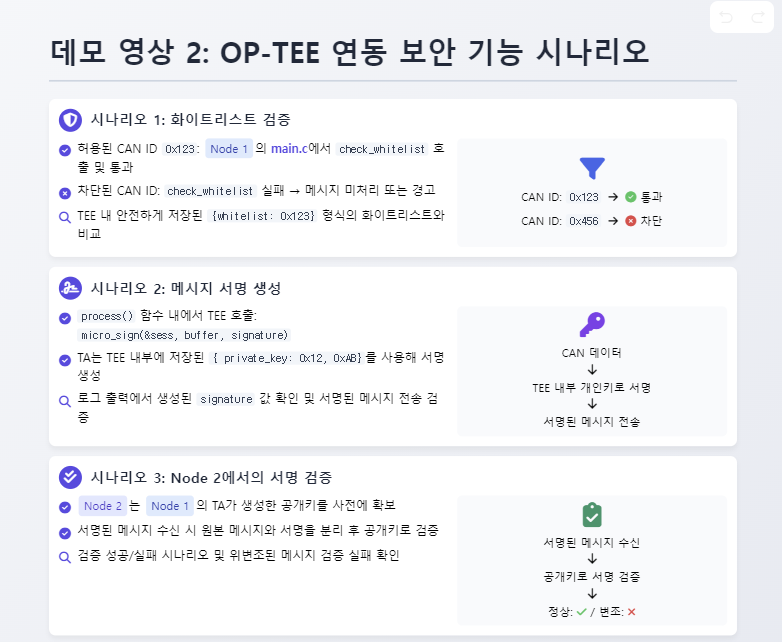 데모 영상 2: OP-TEE 연동 보안 기능 시나리오
시나리오 1: 화이트리스트 검증
허용된 CAN ID 0x123: Node 1 의 main.c에서 check_whitelist 호
출 및 통과
차단된 CAN ID: check_whitelist 실패 → 메시지 미처리 또는 경고
TEE 내 안전하게 저장된 {whitelist: 0x123} 형식의 화이트리스트와
비교
CAN ID: 0x123 → 통과
CAN ID: 0x456 → 차단
시나리오 2: 메시지 서명 생성
process() 함수 내에서 TEE 호출:
micro_sign(&sess, buffer, signature)
TA는 TEE 내부에 저장된 { private_key: 0x12, 0xAB} 를 사용해 서명
생성
로그 출력에서 생성된 signature 값 확인 및 서명된 메시지 전송 검
증
CAN 데이터
↓
TEE 내부 개인키로 서명
↓
서명된 메시지 전송
시나리오 3: Node 2에서의 서명 검증
Node 2 는 Node 1 의 TA가 생성한 공개키를 사전에 확보
서명된 메시지 수신 시 원본 메시지와 서명을 분리 후 공개키로 검증
검증 성공/실패 시나리오 및 위변조된 메시지 검증 실패 확인
서명된 메시지 수신
↓
공개키로 서명 검증
↓
정상: ✓ / 변조: ✕